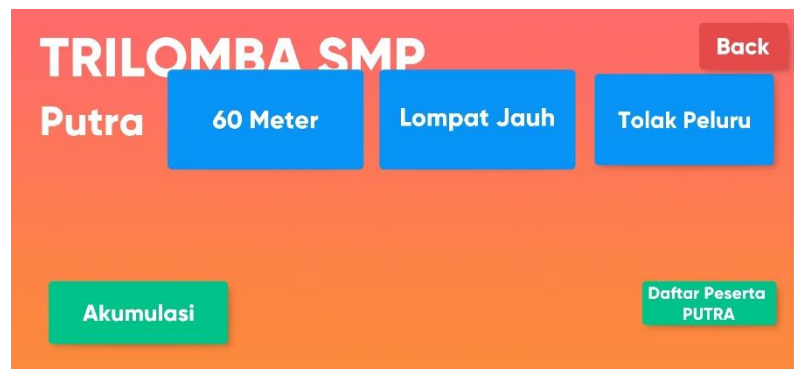 TRILOMBA SMP
Back
Putra
60 Meter
Lompat Jauh
Tolak Peluru
Akumulasi
Daftar Peserta
PUTRA